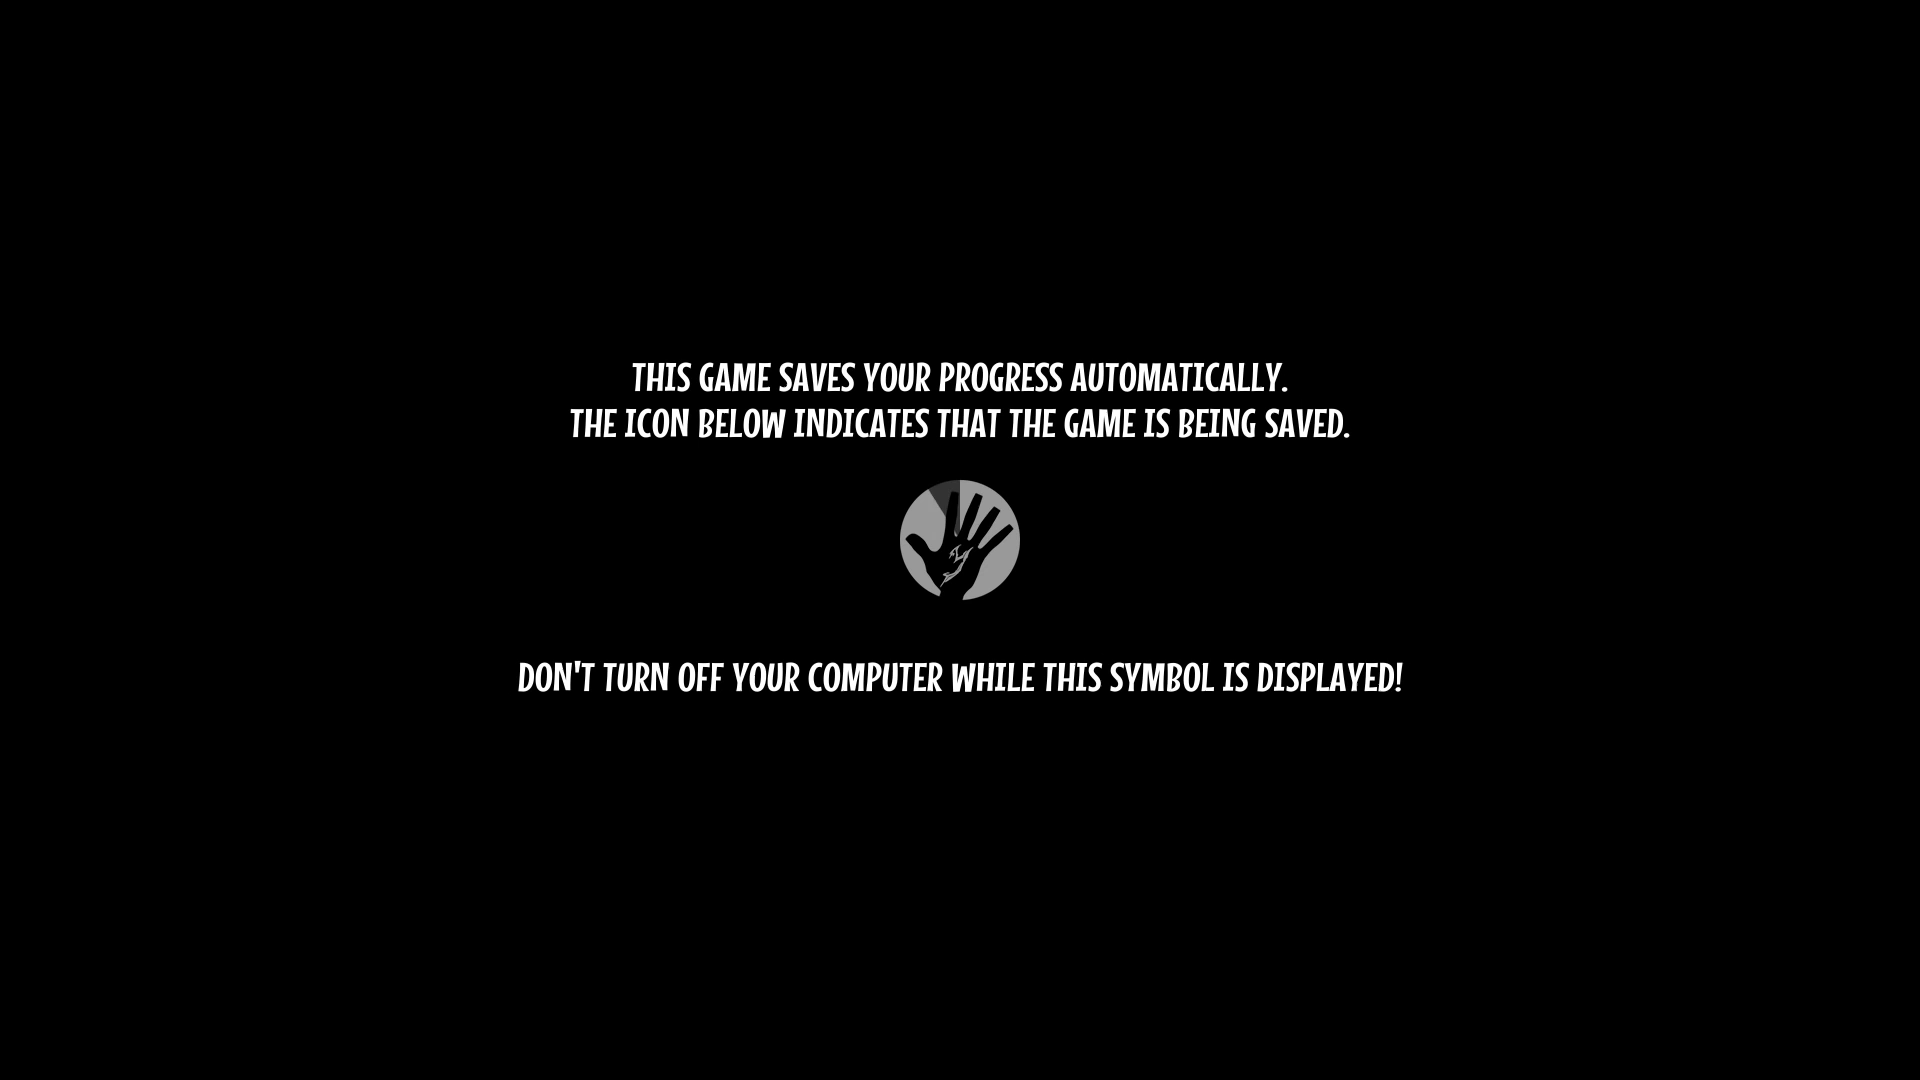 THIS GAME SAVES YOUR PROGRESS AUTOMATICALLY.
THE ICON BELOW INDICATES THAT THE GAME IS BEING SAVED.
DON'T TURN OFF YOUR COMPUTER WHILE THIS SYMBOL IS DISPLAYED!